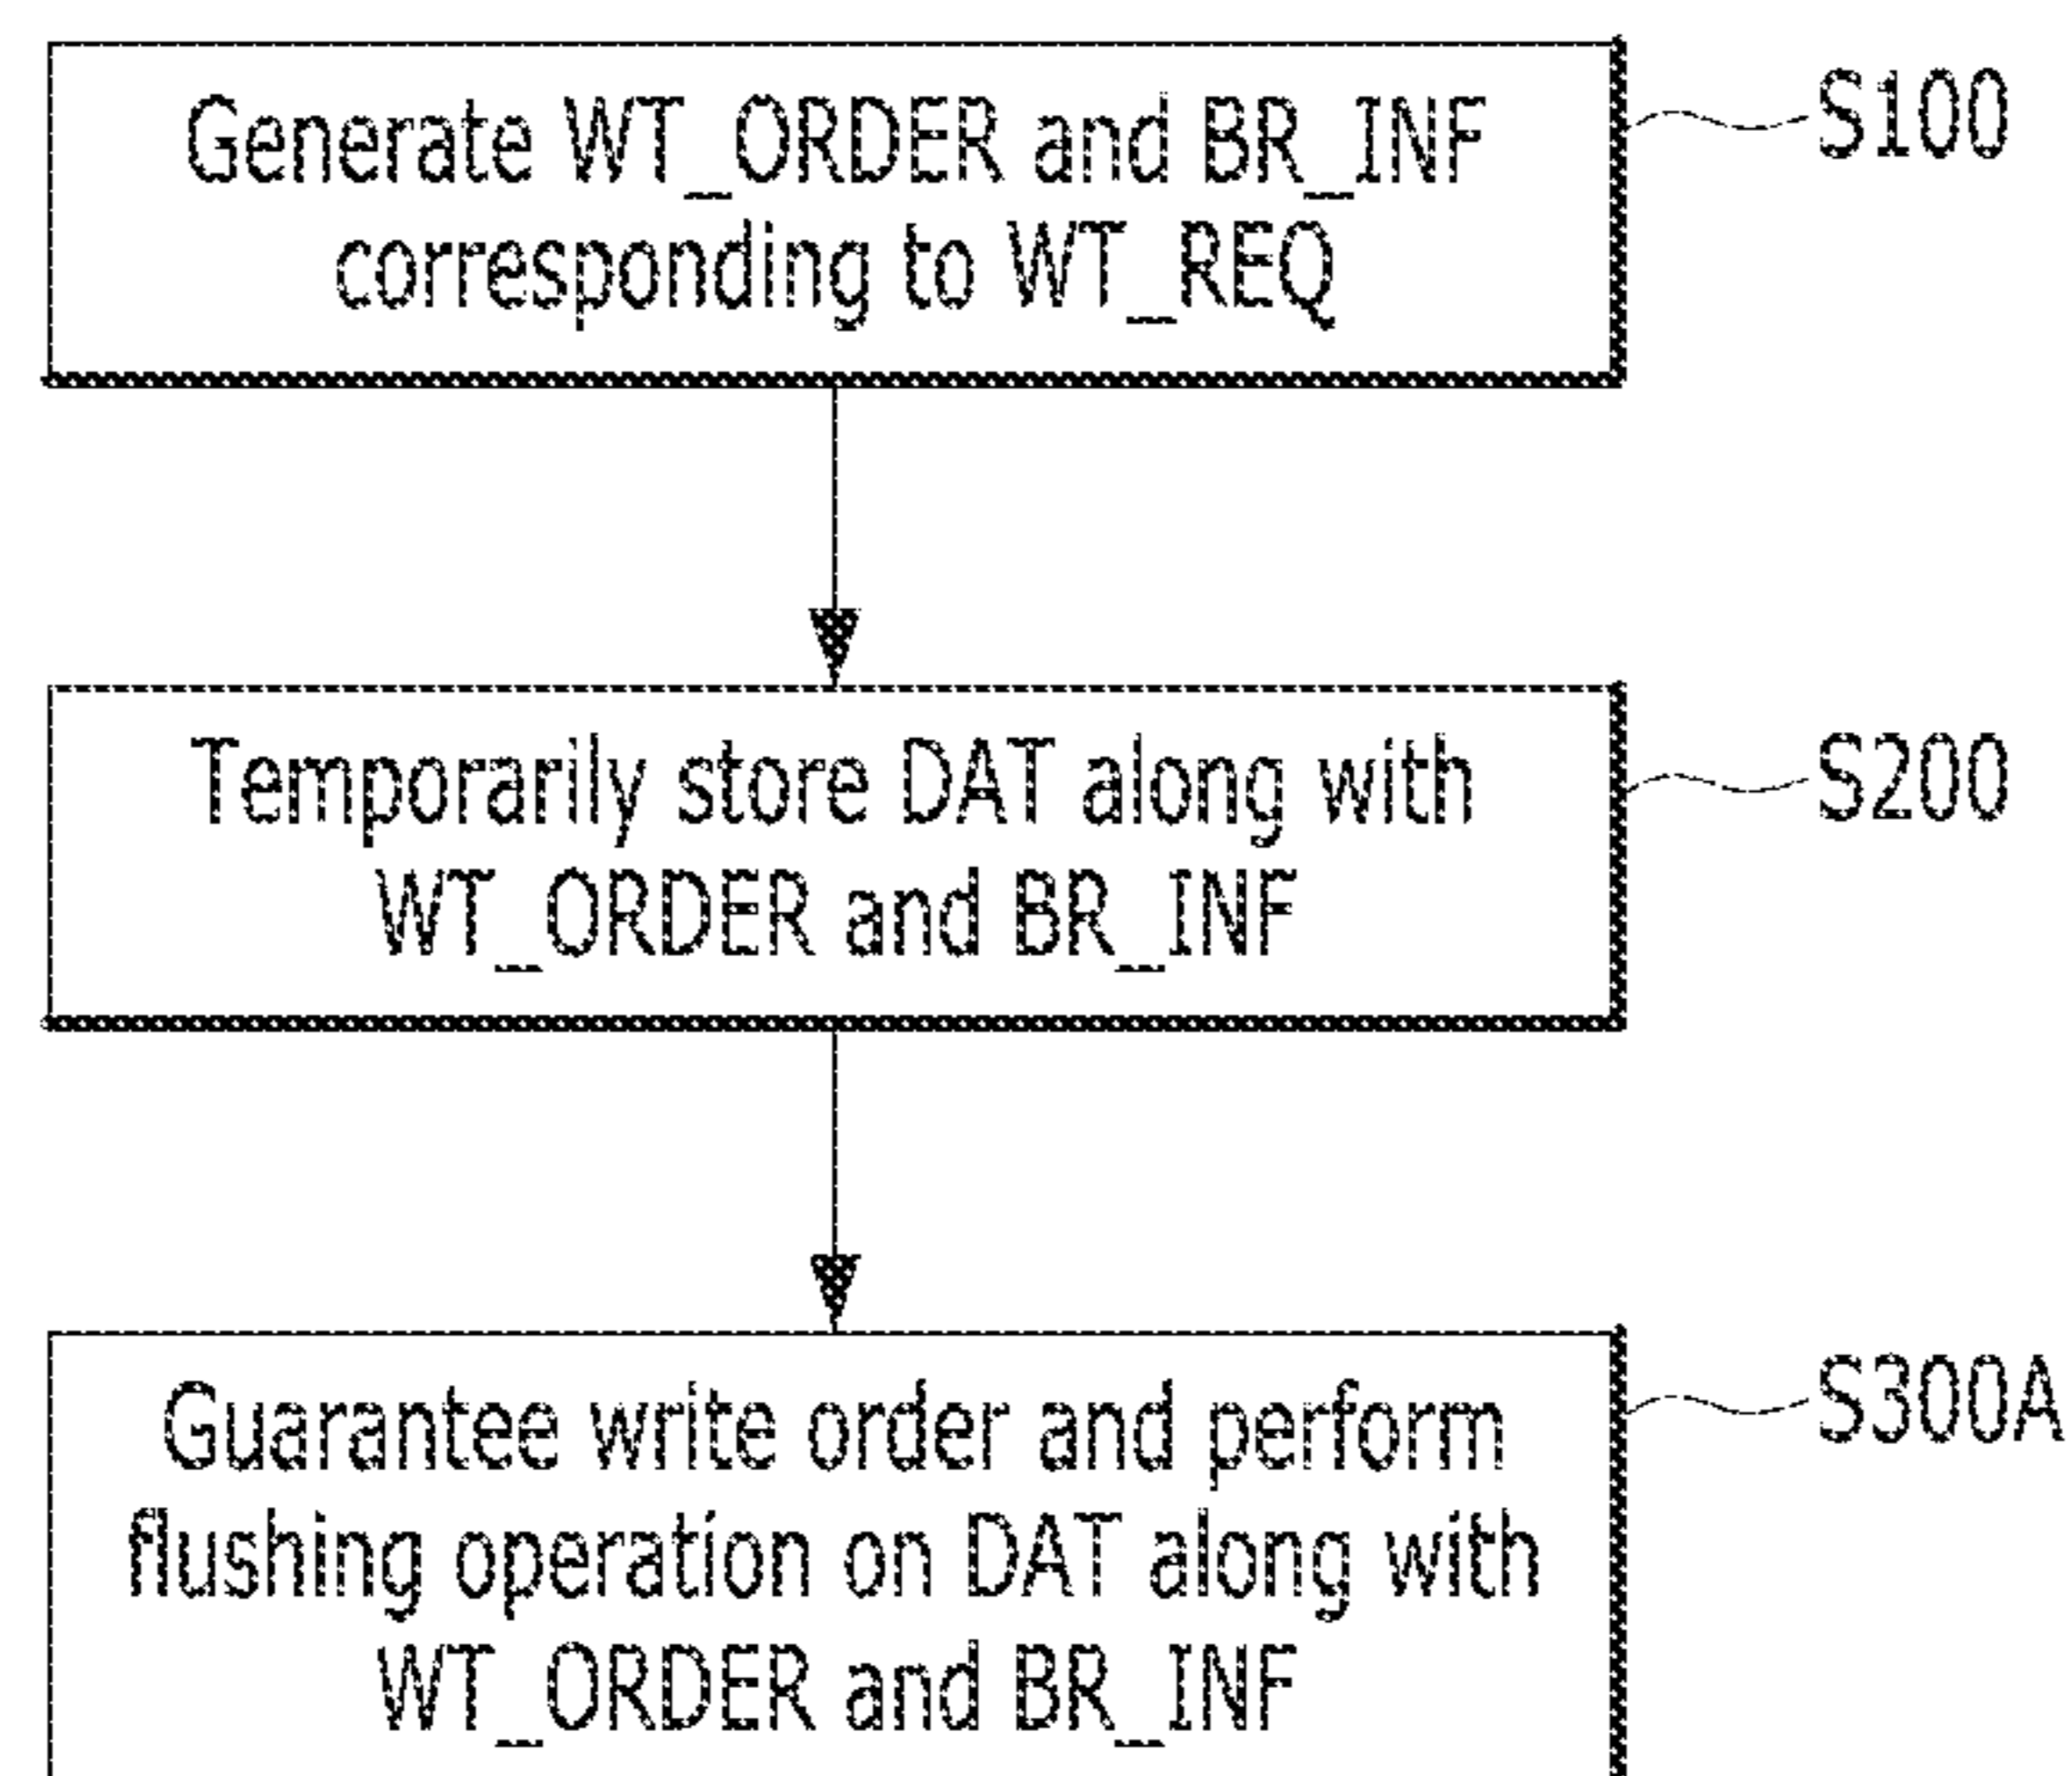 Generate WT_ORDER and BR_INF
corresponding to WT_REQ
S100
Temporarily store DAT along with
WT_ORDER and BR_INF
S200
Guarantee write order and perform
flushing operation on DAT along with
WT_ORDER and BR_INF
S300A